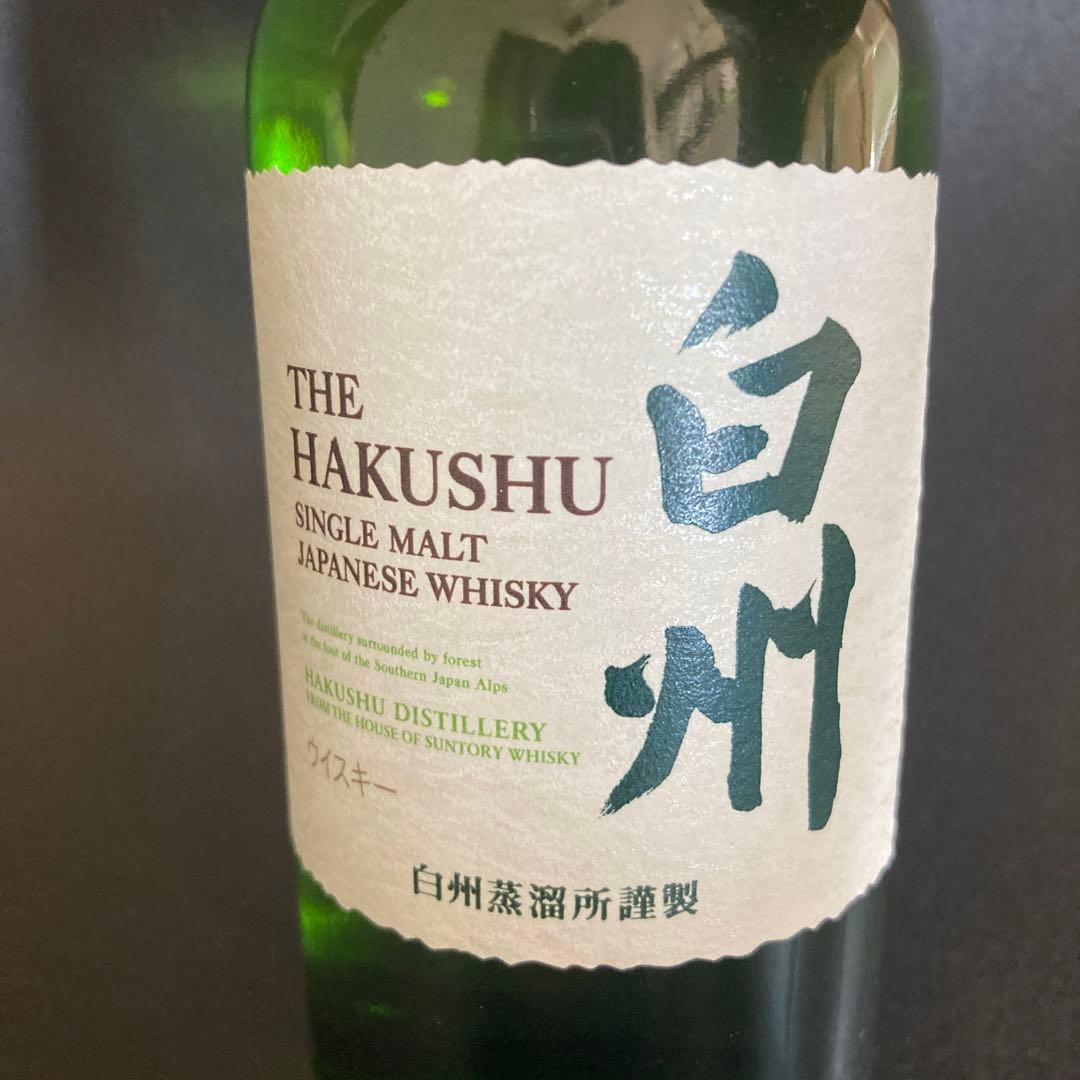 THE
HAKUSHU
SINGLE MALT
JAPANESE WHISKY
The distillery surrounded by forest
at the foot of the Southern Japan Alps
HAKUSHU DISTILLERY
FROM THE HOUSE OF SUNTORY WHISKY
ウイスキー
白州
白州蒸溜所謹製